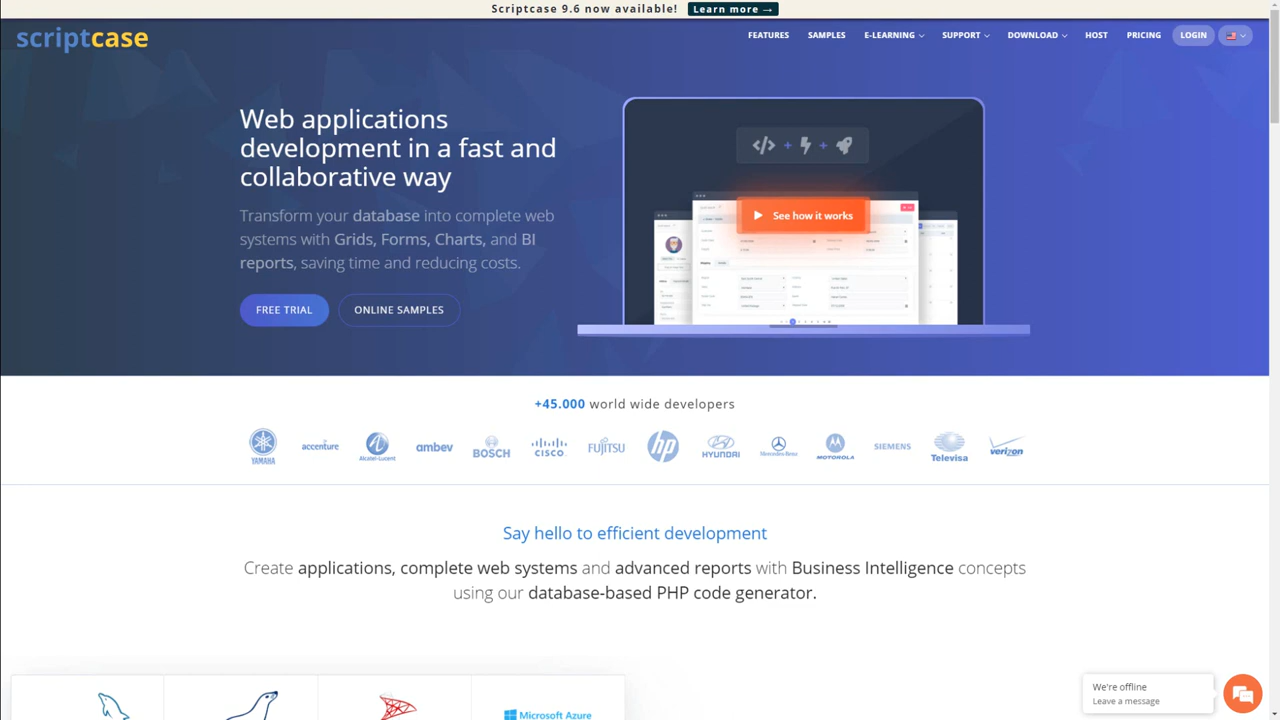 Scriptcase 9.6 now available! Learn more →
scriptcase
FEATURES SAMPLES E-LEARNING SUPPORT DOWNLOAD HOST PRICING LOGIN
Web applications
development in a fast and
collaborative way
Transform your database into complete web
systems with Grids, Forms, Charts, and BI
reports, saving time and reducing costs.
FREE TRIAL ONLINE SAMPLES
</> + +
See how it works
+45.000 world wide developers
YAMAHA accenture Alcatel·Lucent ambev BOSCH CISCO. FUJITSU hp HYUNDAI Mercedes-Benz MOTOROLA SIEMENS Televisa verizon
Say hello to efficient development
Create applications, complete web systems and advanced reports with Business Intelligence concepts
using our database-based PHP code generator.
Microsoft Azure
We're offline
Leave a message